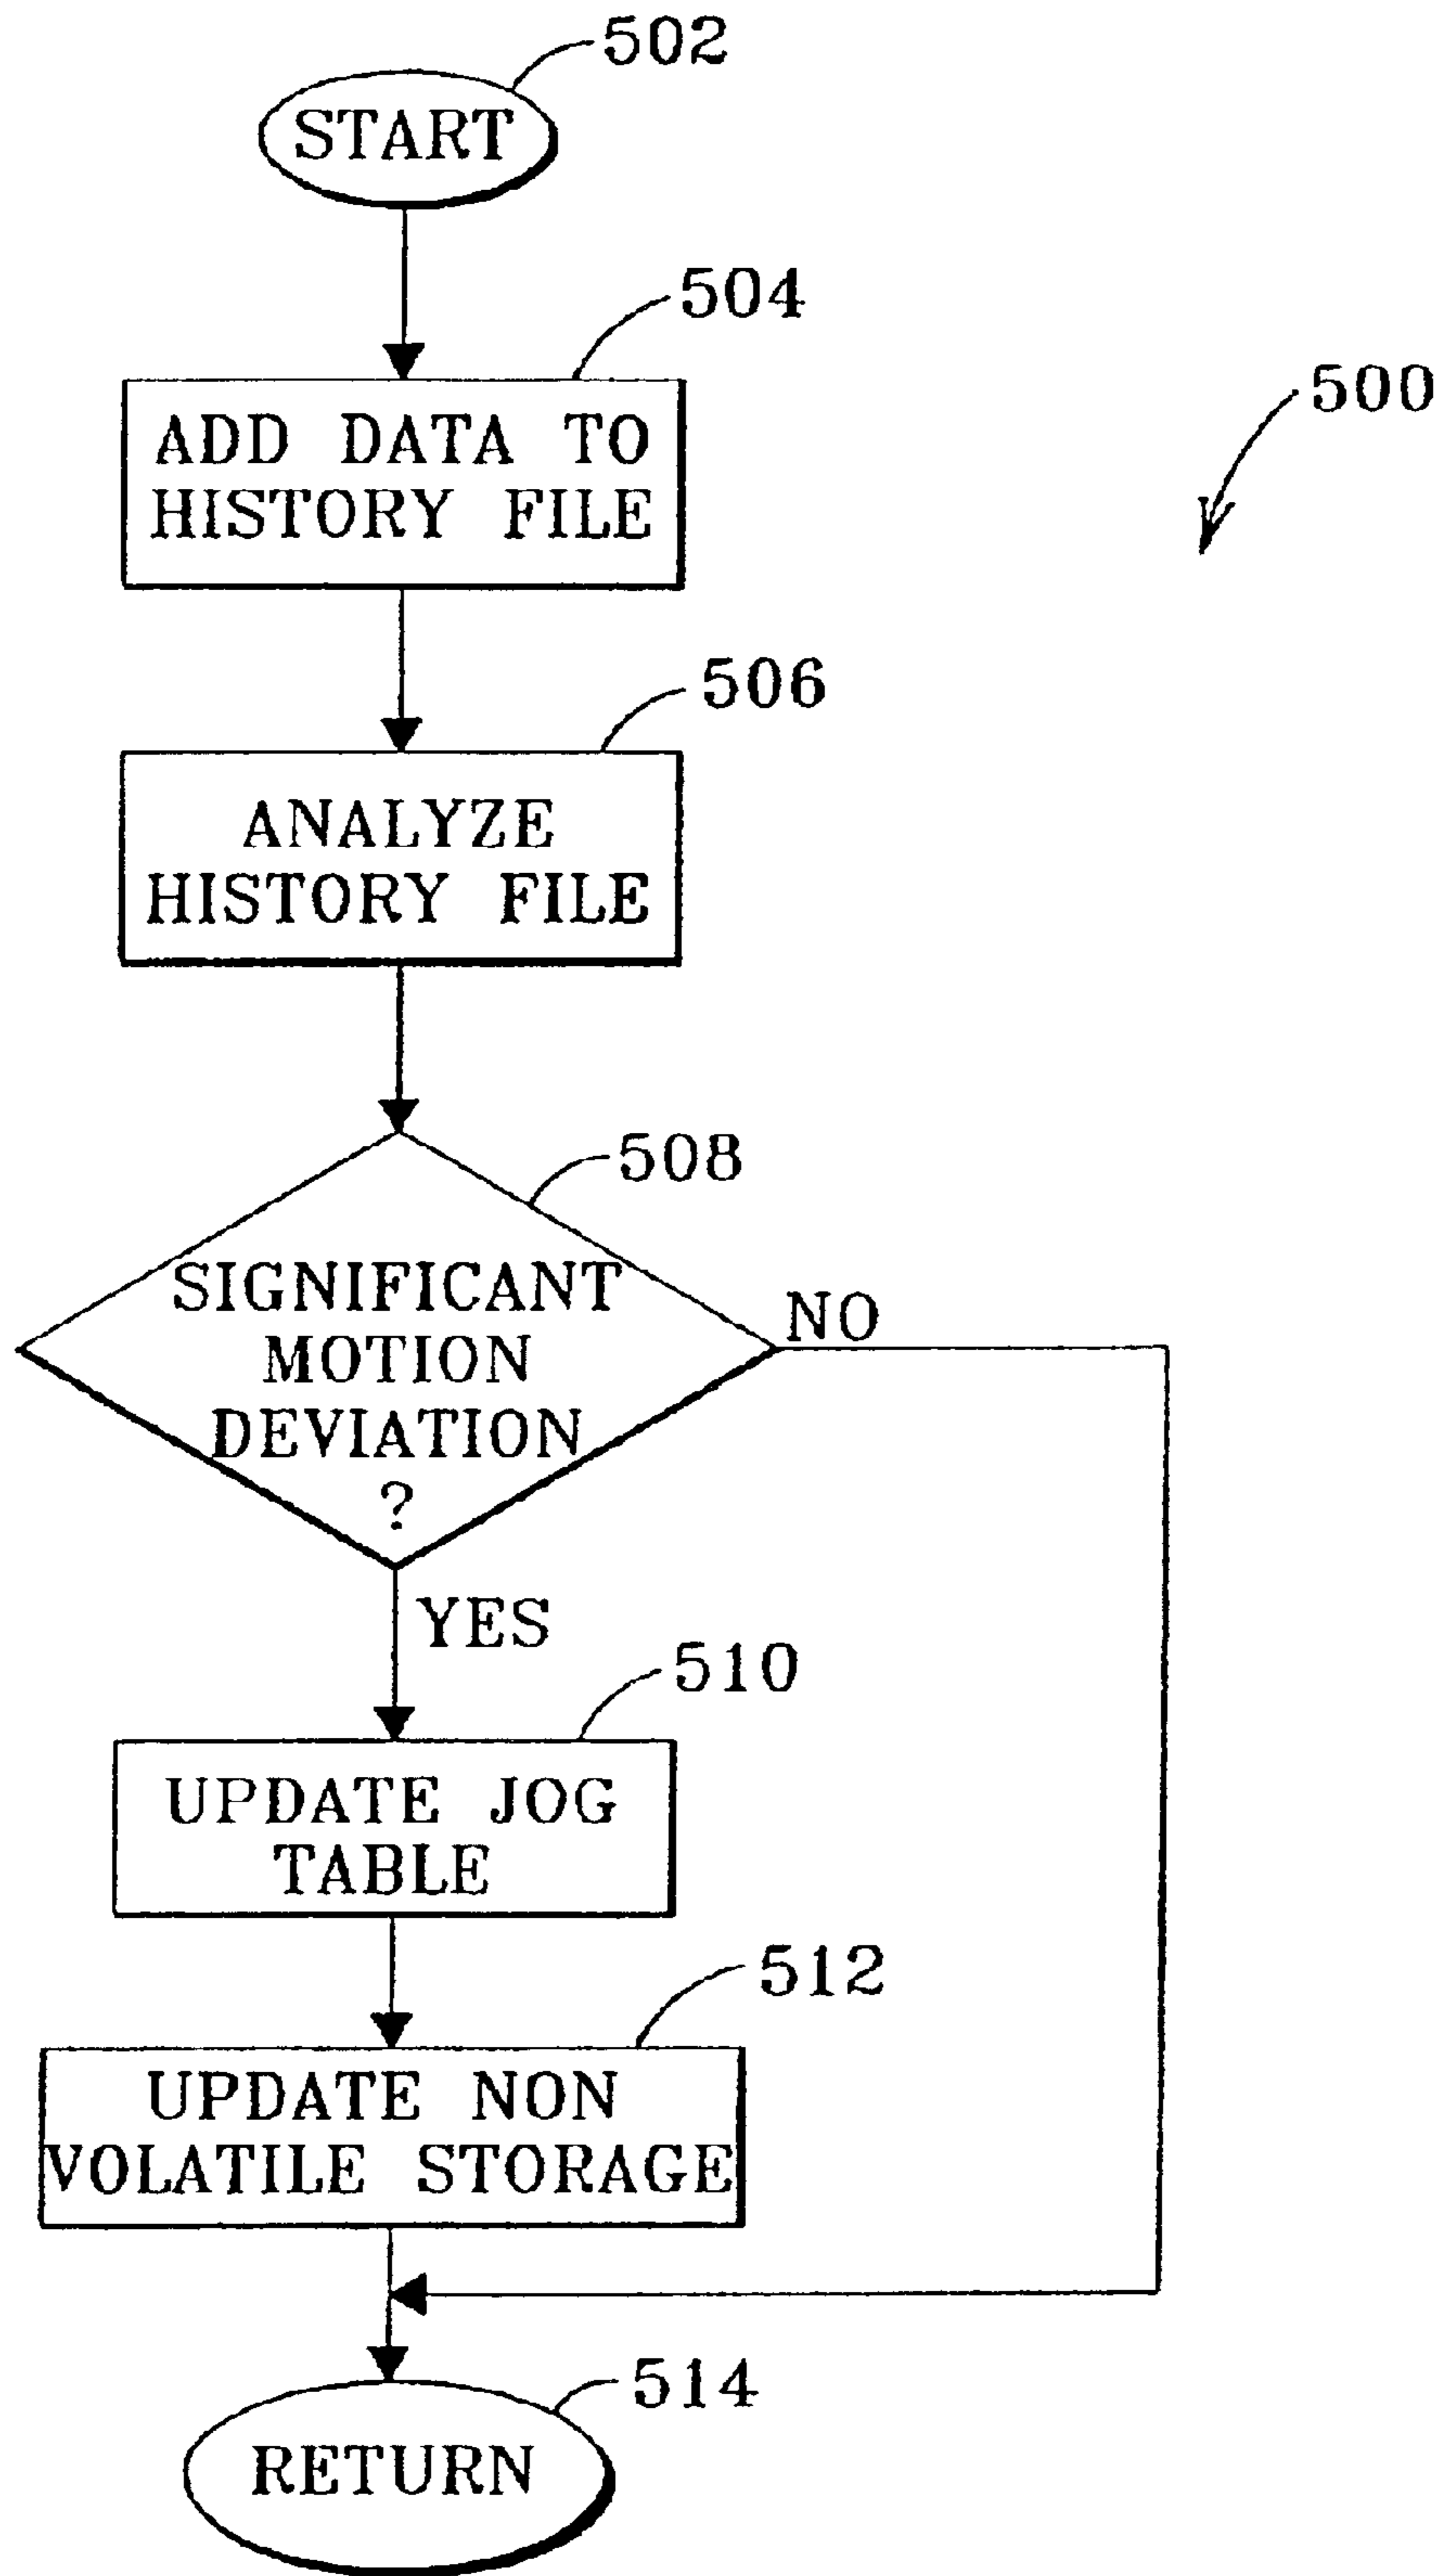 502
START
504
500
ADD DATA TO
HISTORY FILE
506
ANALYZE
HISTORY FILE
508
SIGNIFICANT
MOTION
DEVIATION
?
NO
YES
510
UPDATE JOG
TABLE
512
UPDATE NON
VOLATILE STORAGE
514
RETURN